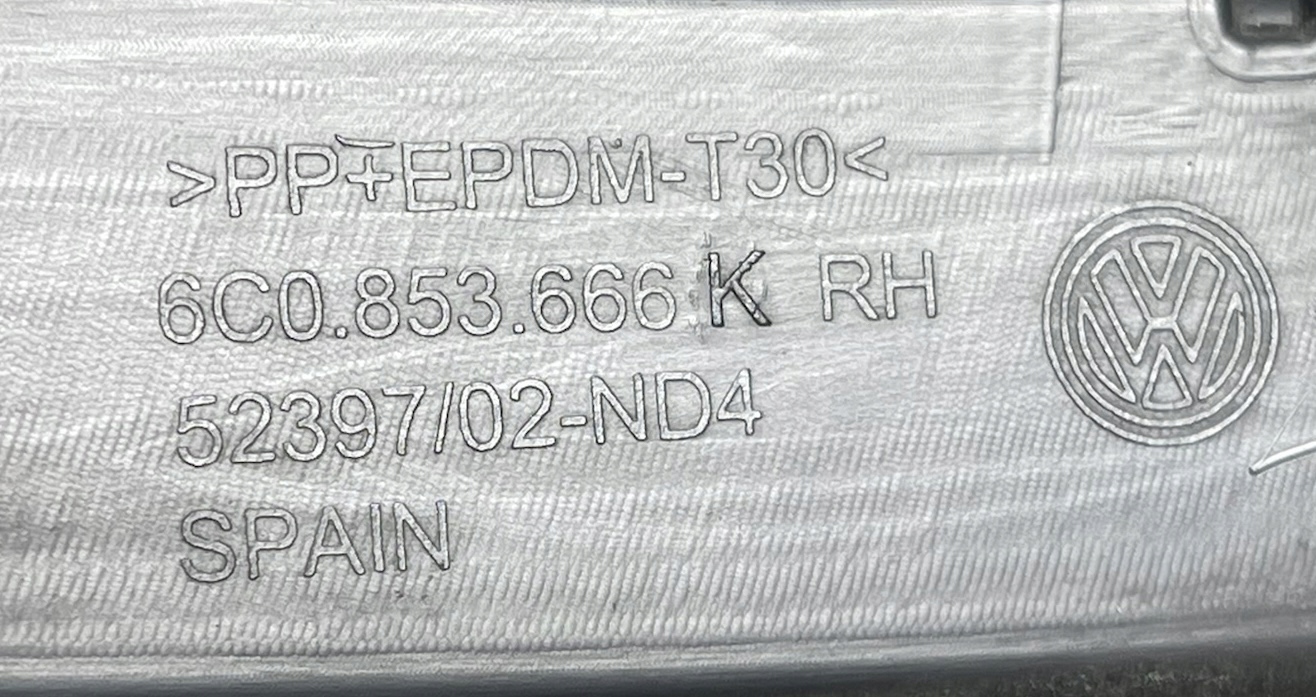 >PP+EPDM-T30<
6C0.853.666 K RH
52397/02-ND4
SPAIN